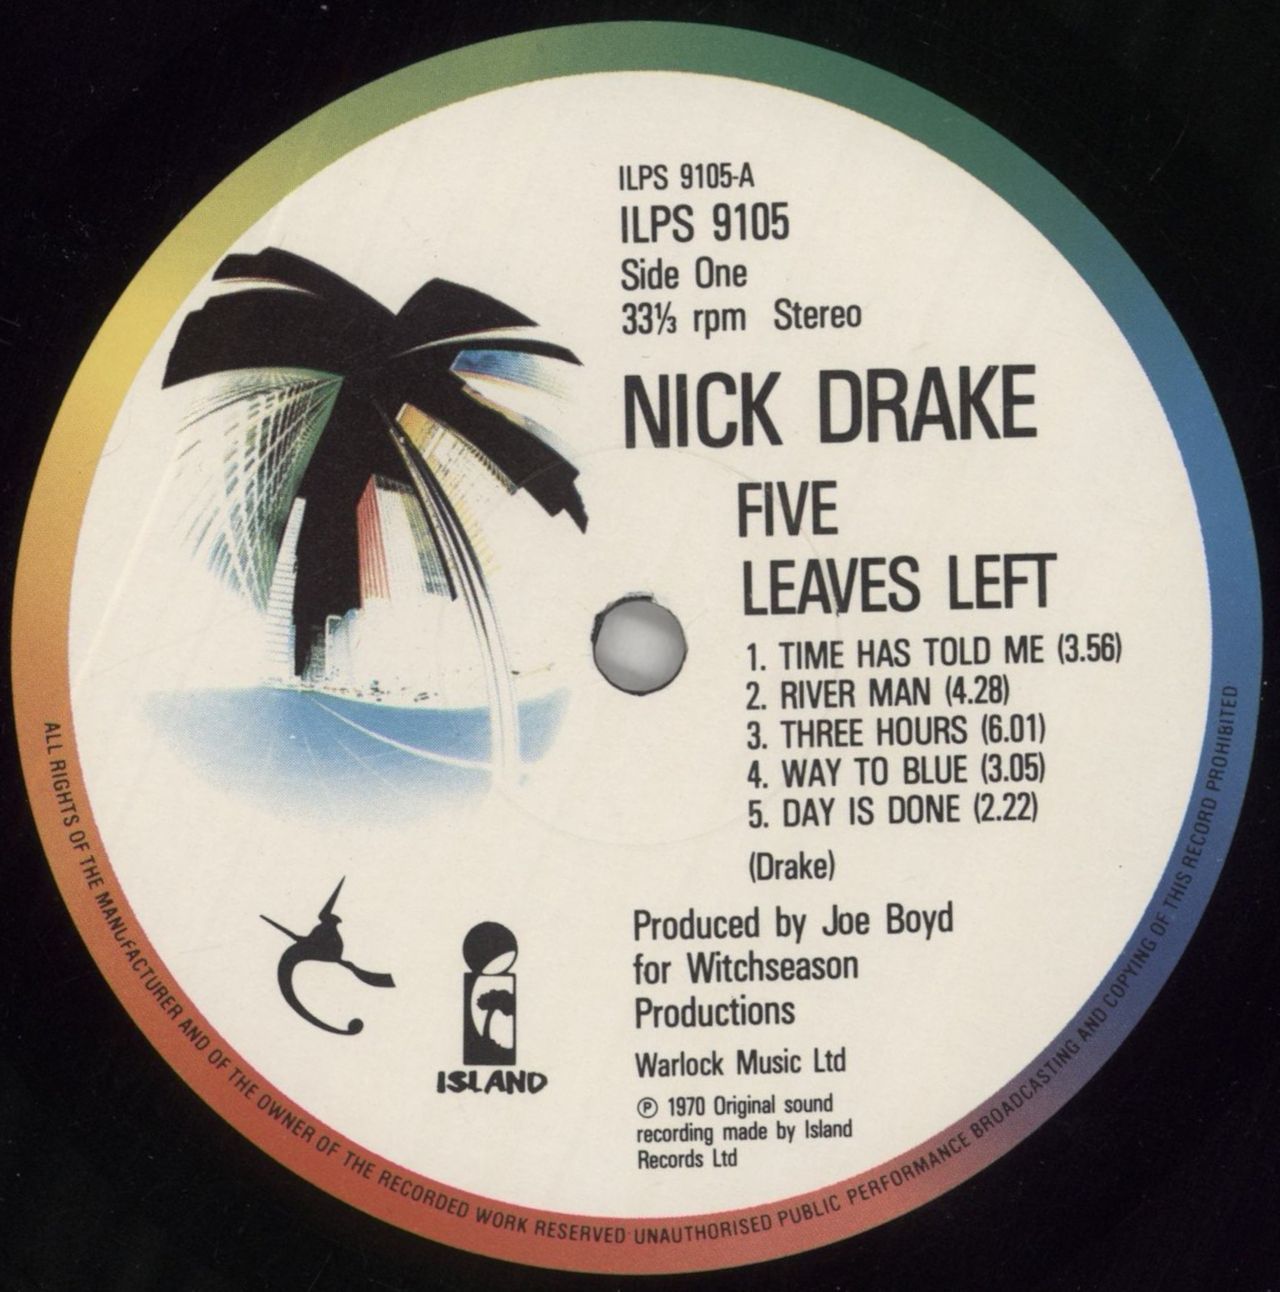 ILPS 9105-A
ILPS 9105
Side One
33⅓ rpm Stereo
NICK DRAKE
FIVE
LEAVES LEFT
1. TIME HAS TOLD ME (3.56)
2. RIVER MAN (4.28)
3. THREE HOURS (6.01)
4. WAY TO BLUE (3.05)
5. DAY IS DONE (2.22)
(Drake)
Produced by Joe Boyd
for Witchseason
Productions
Warlock Music Ltd
℗ 1970 Original sound
recording made by Island
Records Ltd
ISLAND
ALL RIGHTS OF THE MANUFACTURER AND OF THE OWNER OF THE RECORDED WORK RESERVED UNAUTHORISED PUBLIC PERFORMANCE BROADCASTING AND COPYING OF THIS RECORD PROHIBITED